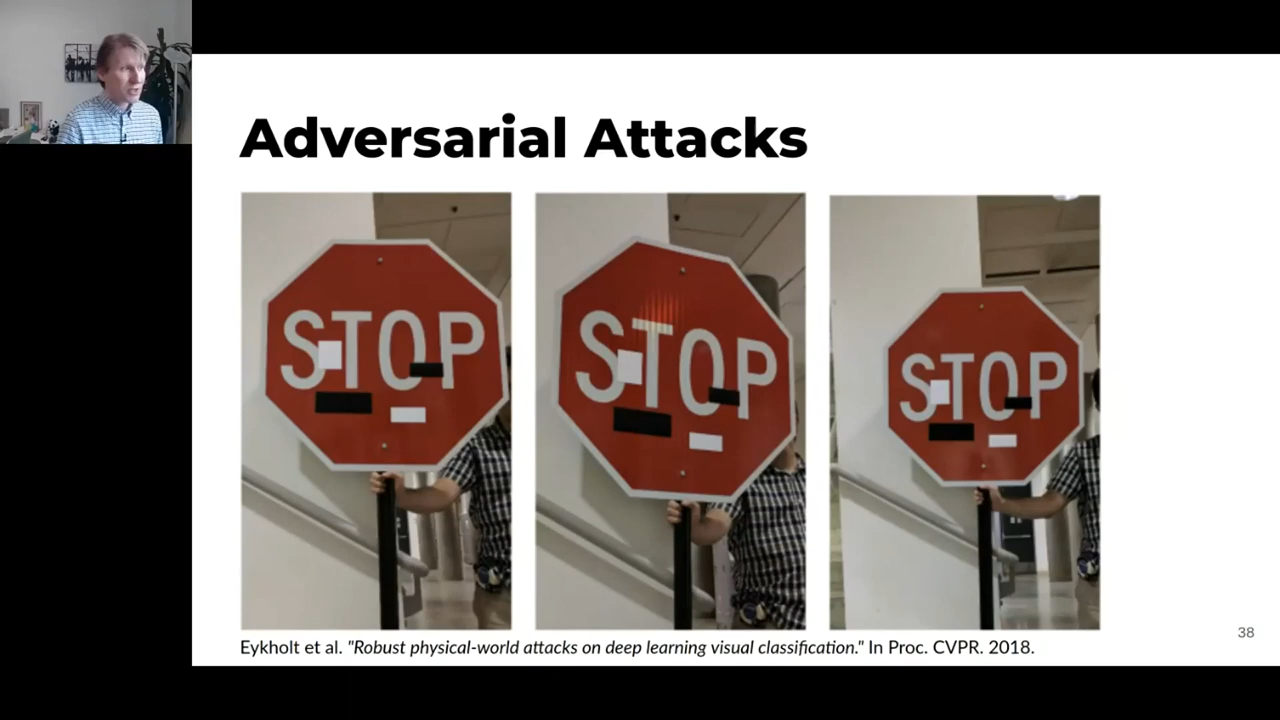 Adversarial Attacks
STOP
STOP
STOP
Eykholt et al. "Robust physical-world attacks on deep learning visual classification." In Proc. CVPR. 2018.
38